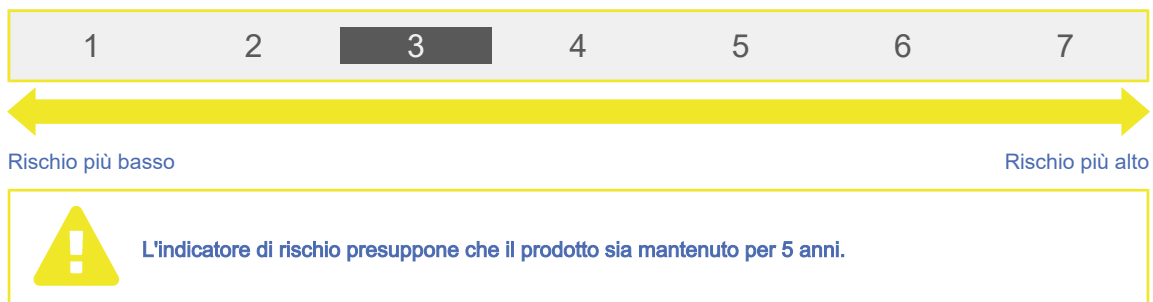 1 2 3 4 5 6 7
Rischio più basso Rischio più alto
L'indicatore di rischio presuppone che il prodotto sia mantenuto per 5 anni.